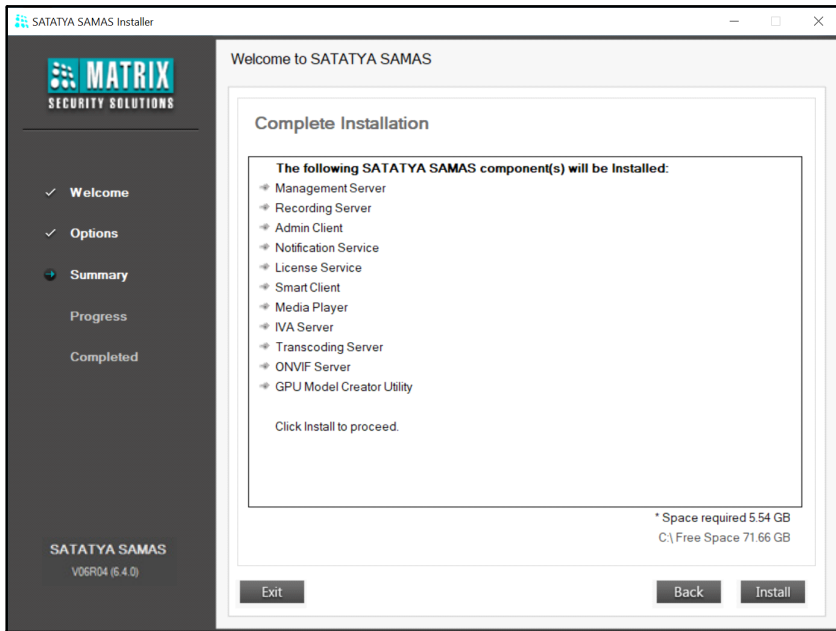 SATATYA SAMAS Installer
MATRIX
SECURITY SOLUTIONS
Welcome
Options
Summary
Progress
Completed
SATATYA SAMAS
V06R04 (6.4.0)
Welcome to SATATYA SAMAS
Complete Installation
The following SATATYA SAMAS component(s) will be Installed:
Management Server
Recording Server
Admin Client
Notification Service
License Service
Smart Client
Media Player
IVA Server
Transcoding Server
ONVIF Server
GPU Model Creator Utility
Click Install to proceed.
* Space required 5.54 GB
C:\ Free Space 71.66 GB
Exit
Back
Install